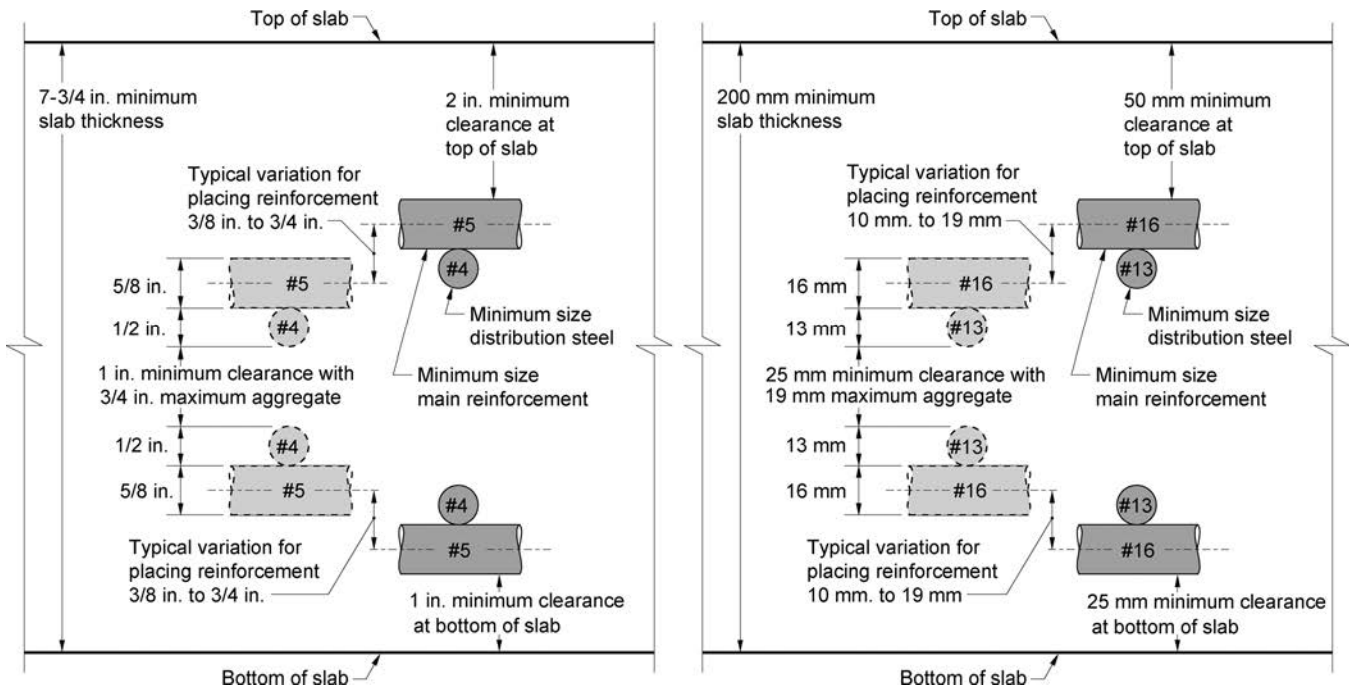 Top of slab
7-3/4 in. minimum
slab thickness
2 in. minimum
clearance at
top of slab
Typical variation for
placing reinforcement
3/8 in. to 3/4 in.
#5
#4
5/8 in.
#5
1/2 in.
#4
Minimum size
distribution steel
1 in. minimum clearance with
3/4 in. maximum aggregate
Minimum size
main reinforcement
1/2 in.
#4
5/8 in.
#5
#4
#5
Typical variation for
placing reinforcement
3/8 in. to 3/4 in.
1 in. minimum clearance
at bottom of slab
Bottom of slab
Top of slab
200 mm minimum
slab thickness
50 mm minimum
clearance at
top of slab
Typical variation for
placing reinforcement
10 mm. to 19 mm
#16
#13
16 mm
#16
13 mm
#13
Minimum size
distribution steel
25 mm minimum clearance with
19 mm maximum aggregate
Minimum size
main reinforcement
13 mm
#13
16 mm
#16
#13
#16
Typical variation for
placing reinforcement
10 mm. to 19 mm
25 mm minimum clearance
at bottom of slab
Bottom of slab